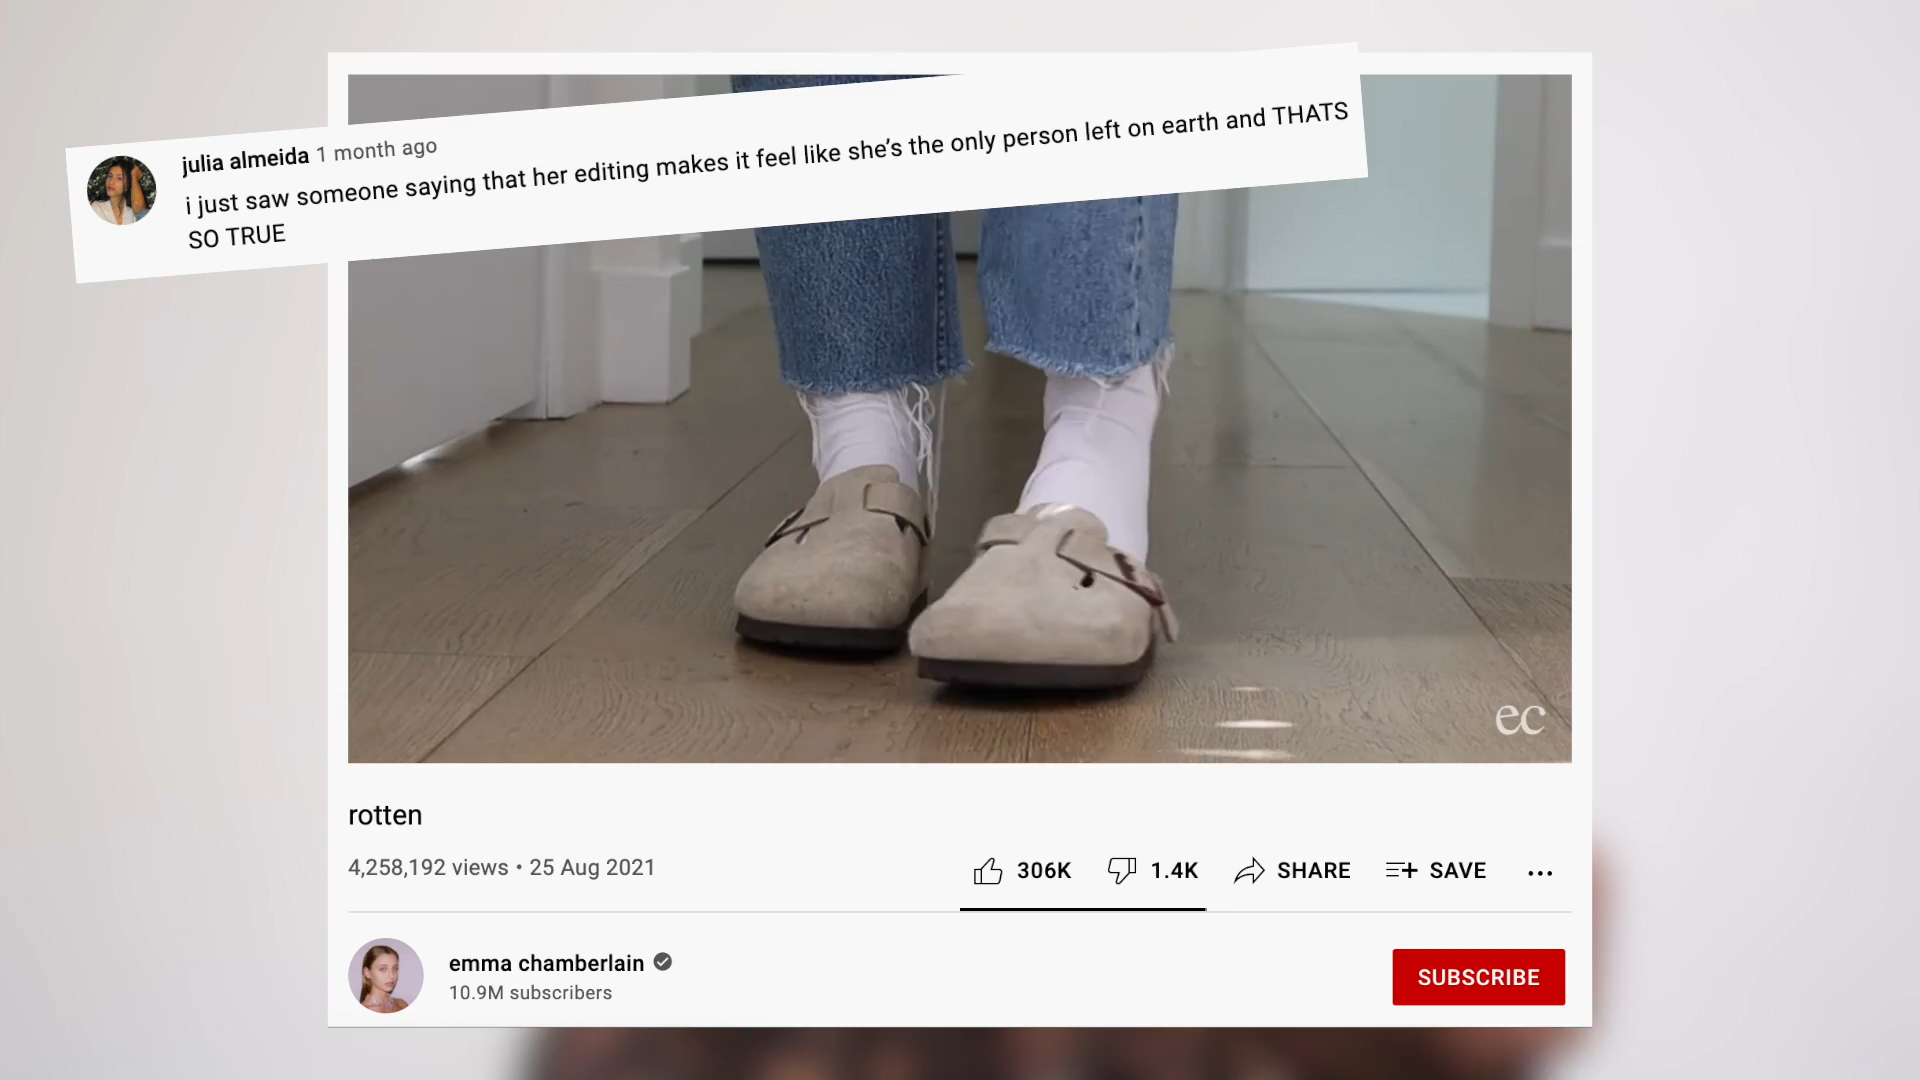 julia almeida 1 month ago
i just saw someone saying that her editing makes it feel like she’s the only person left on earth and THATS
SO TRUE
ec
rotten
4,258,192 views • 25 Aug 2021
306K 1.4K SHARE SAVE ...
emma chamberlain
10.9M subscribers
SUBSCRIBE